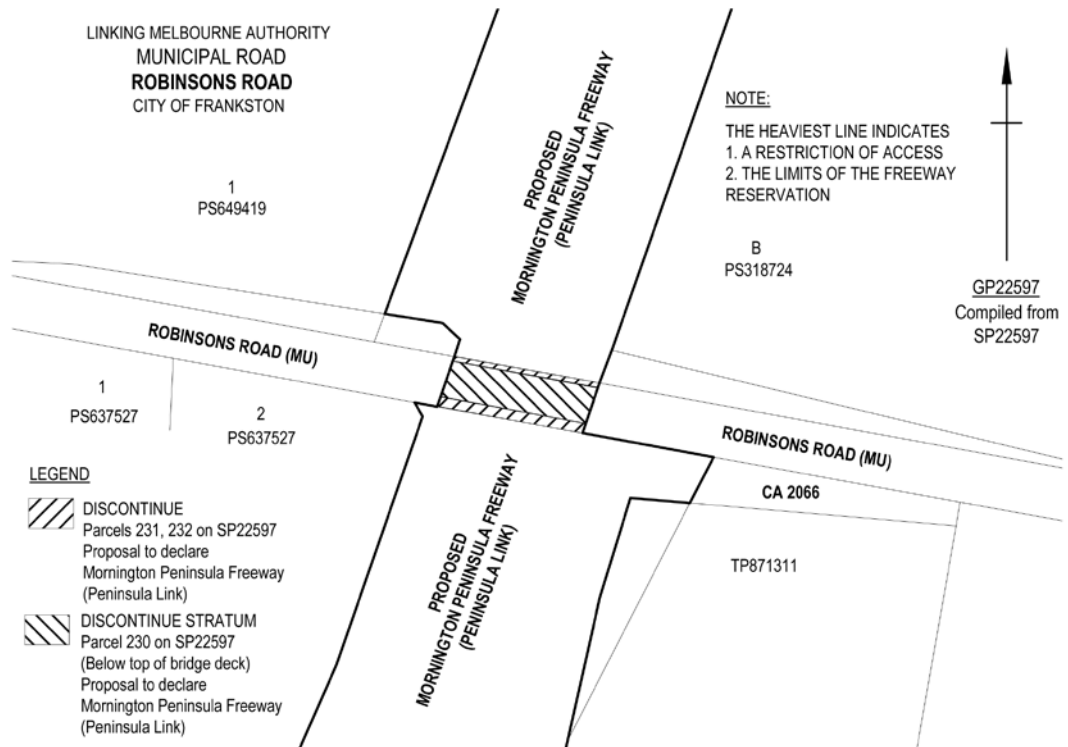 LINKING MELBOURNE AUTHORITY
MUNICIPAL ROAD
ROBINSONS ROAD
CITY OF FRANKSTON
1
PS649419
PROPOSED
MORNINGTON PENINSULA FREEWAY
(PENINSULA LINK)
NOTE:
THE HEAVIEST LINE INDICATES
1. A RESTRICTION OF ACCESS
2. THE LIMITS OF THE FREEWAY
RESERVATION
B
PS318724
GP22597
Compiled from
SP22597
ROBINSONS ROAD (MU)
1
PS637527
2
PS637527
ROBINSONS ROAD (MU)
CA 2066
TP871311
PROPOSED
MORNINGTON PENINSULA FREEWAY
(PENINSULA LINK)
LEGEND
DISCONTINUE
Parcels 231, 232 on SP22597
Proposal to declare
Mornington Peninsula Freeway
(Peninsula Link)
DISCONTINUE STRATUM
Parcel 230 on SP22597
(Below top of bridge deck)
Proposal to declare
Mornington Peninsula Freeway
(Peninsula Link)